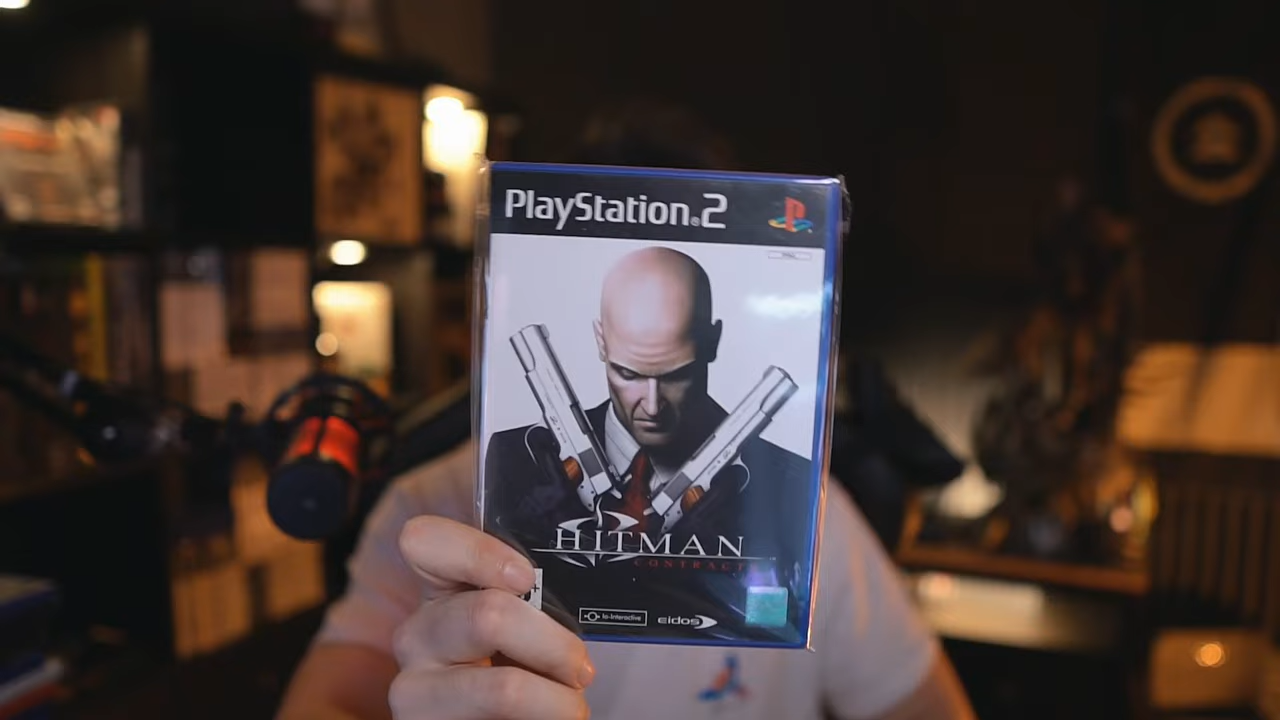 PlayStation®2
HITMAN
CONTRACTS
io-interactive
eidos